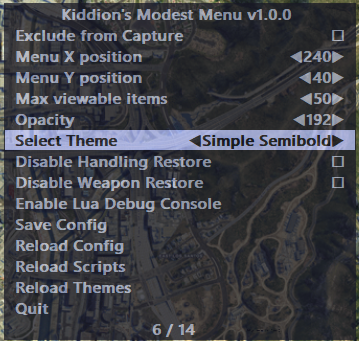 Kiddion's Modest Menu v1.0.0
Exclude from Capture □
Menu X position ◀240▶
Menu Y position ◀40▶
Max viewable items ◀50▶
Opacity ◀192▶
Select Theme ◀Simple Semibold▶
Disable Handling Restore □
Disable Weapon Restore □
Enable Lua Debug Console
Save Config
Reload Config
Reload Scripts
Reload Themes
Quit
6 / 14